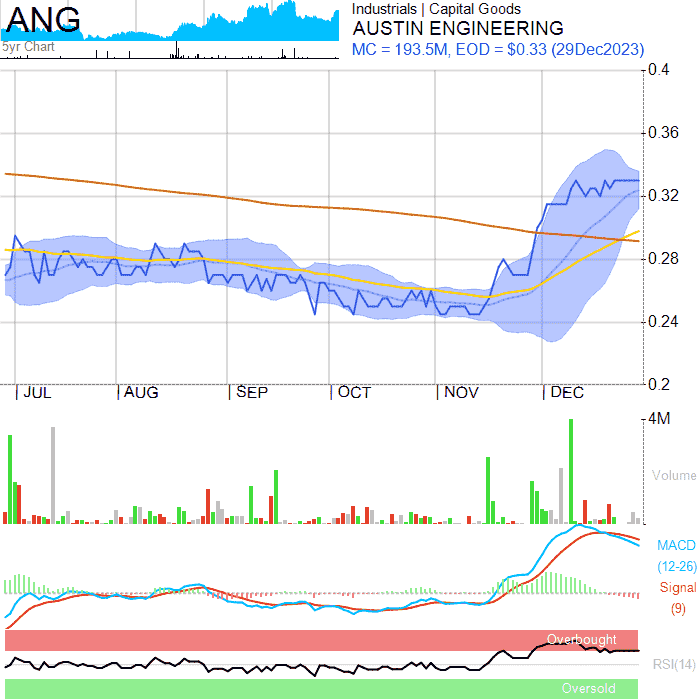 ANG
5yr Chart
Industrials | Capital Goods
AUSTIN ENGINEERING
MC = 193.5M, EOD = $0.33 (29Dec2023)
0.4
0.36
0.32
0.28
0.24
0.2
JUL AUG SEP OCT NOV DEC
4M
Volume
MACD
(12-26)
Signal
(9)
Overbought
RSI(14)
Oversold